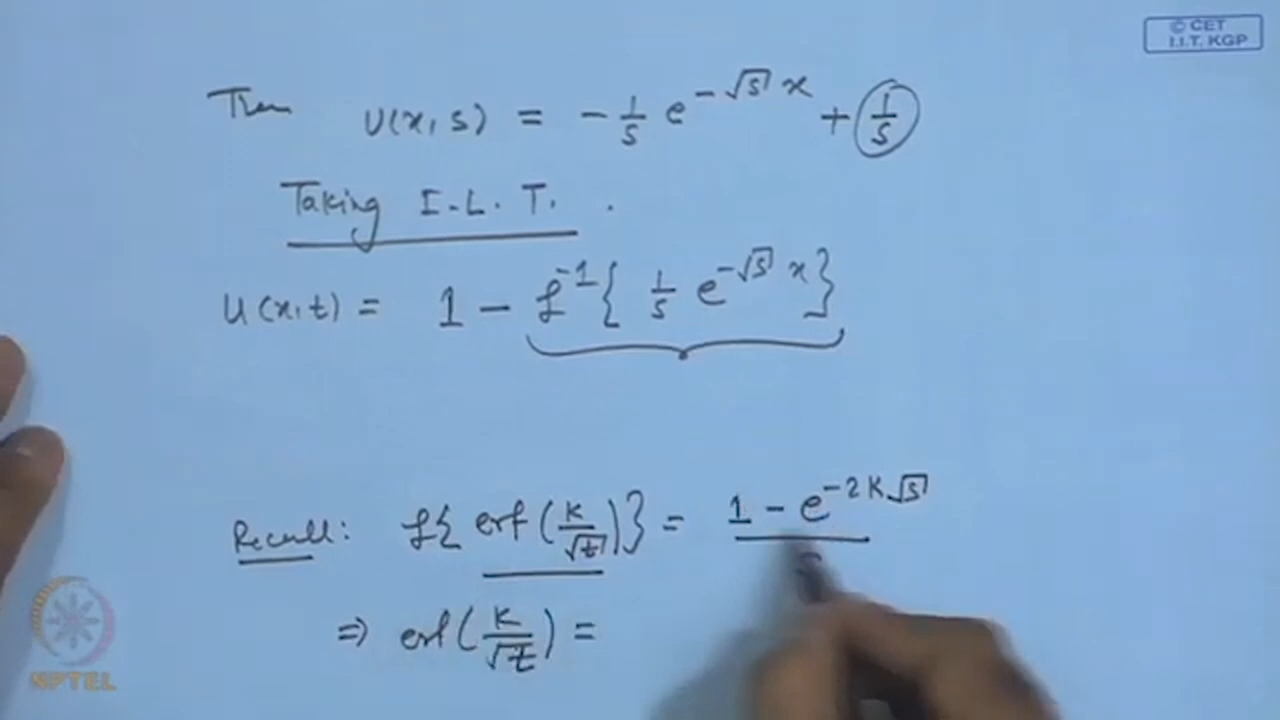 © CET
I.I.T. KGP
Then U(x, s) = - 1/s e^{-√s x} + 1/s
Taking I.L.T.
u(x,t) = 1 - £^{-1}{ 1/s e^{-√s x} }
Recall: £{ erf (K/√t) } = (1 - e^{-2K√s})/s
⇒ erf (K/√t) =
NPTEL